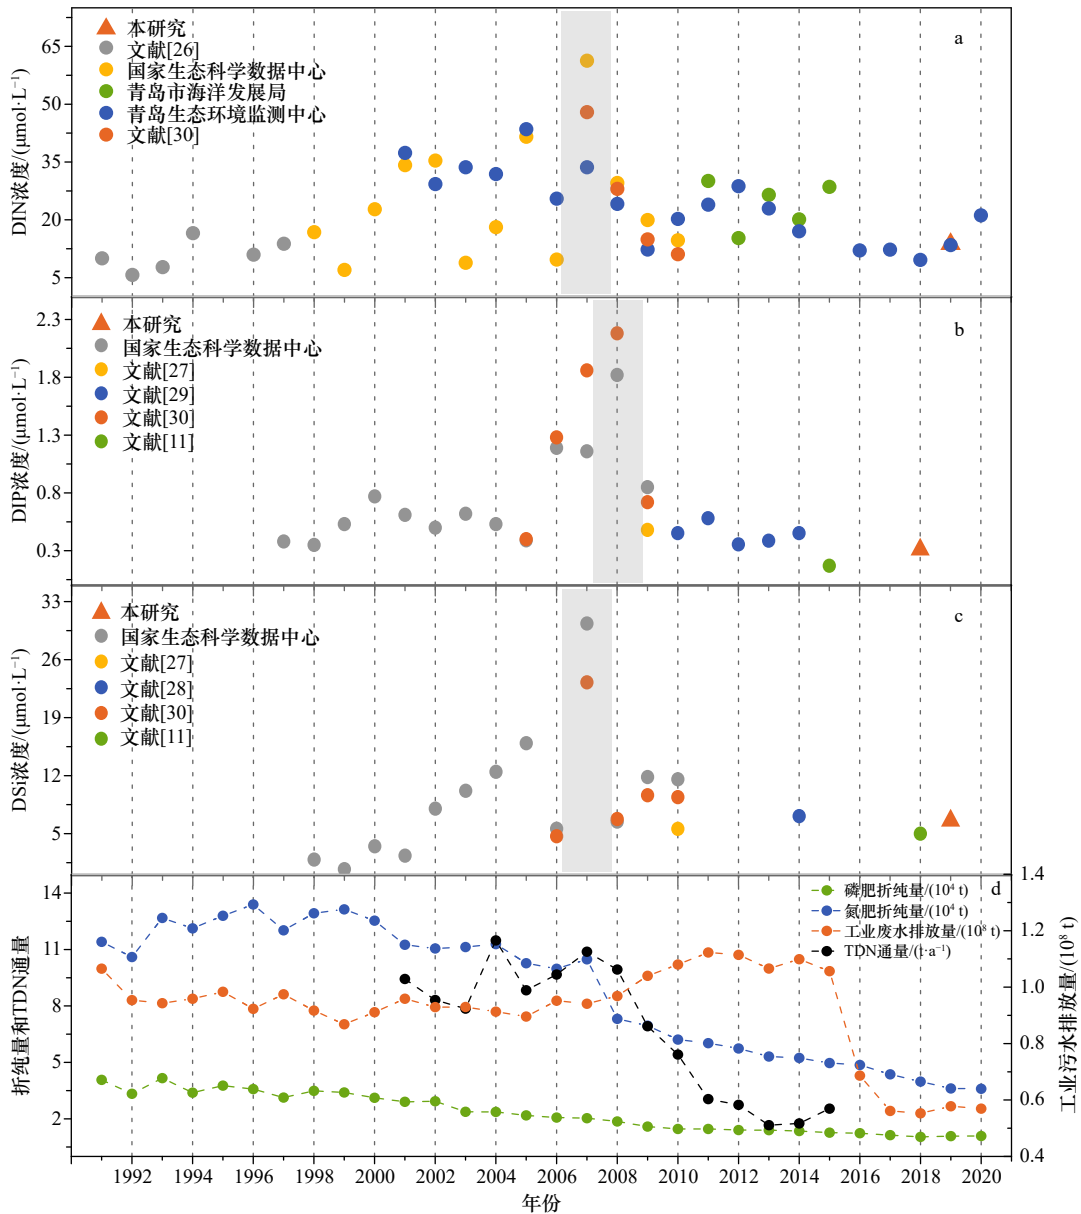 a
本研究
文献[26]
国家生态科学数据中心
青岛市海洋发展局
青岛生态环境监测中心
文献[30]
DIN浓度/(μmol·L⁻¹)
65
50
35
20
5
b
本研究
国家生态科学数据中心
文献[27]
文献[29]
文献[30]
文献[11]
DIP浓度/(μmol·L⁻¹)
2.3
1.8
1.3
0.8
0.3
c
本研究
国家生态科学数据中心
文献[27]
文献[28]
文献[30]
文献[11]
DSi浓度/(μmol·L⁻¹)
33
26
19
12
5
d
磷肥折纯量/(10⁴ t)
氮肥折纯量/(10⁴ t)
工业废水排放量/(10⁸ t)
TDN通量/(t·a⁻¹)
折纯量和TDN通量
14
11
8
5
2
1.4
1.2
1.0
0.8
0.6
0.4
工业污水排放量/(10⁸ t)
1992 1994 1996 1998 2000 2002 2004 2006 2008 2010 2012 2014 2016 2018 2020
年份